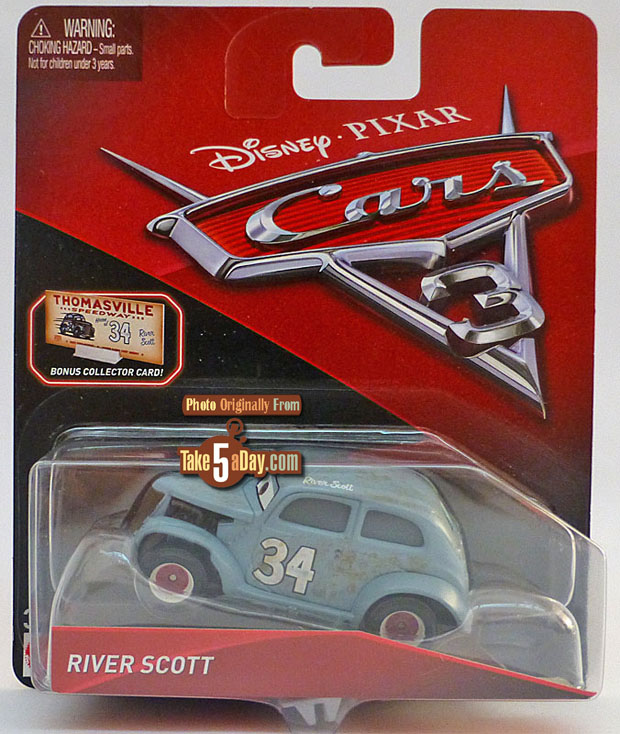 WARNING:
CHOKING HAZARD – Small parts.
Not for children under 3 years.
Disney · PIXAR
Cars
3
THOMASVILLE
SPEEDWAY
34
River
Scott
BONUS COLLECTOR CARD!
Photo Originally From
Take5aDay.com
River Scott
34
RIVER SCOTT